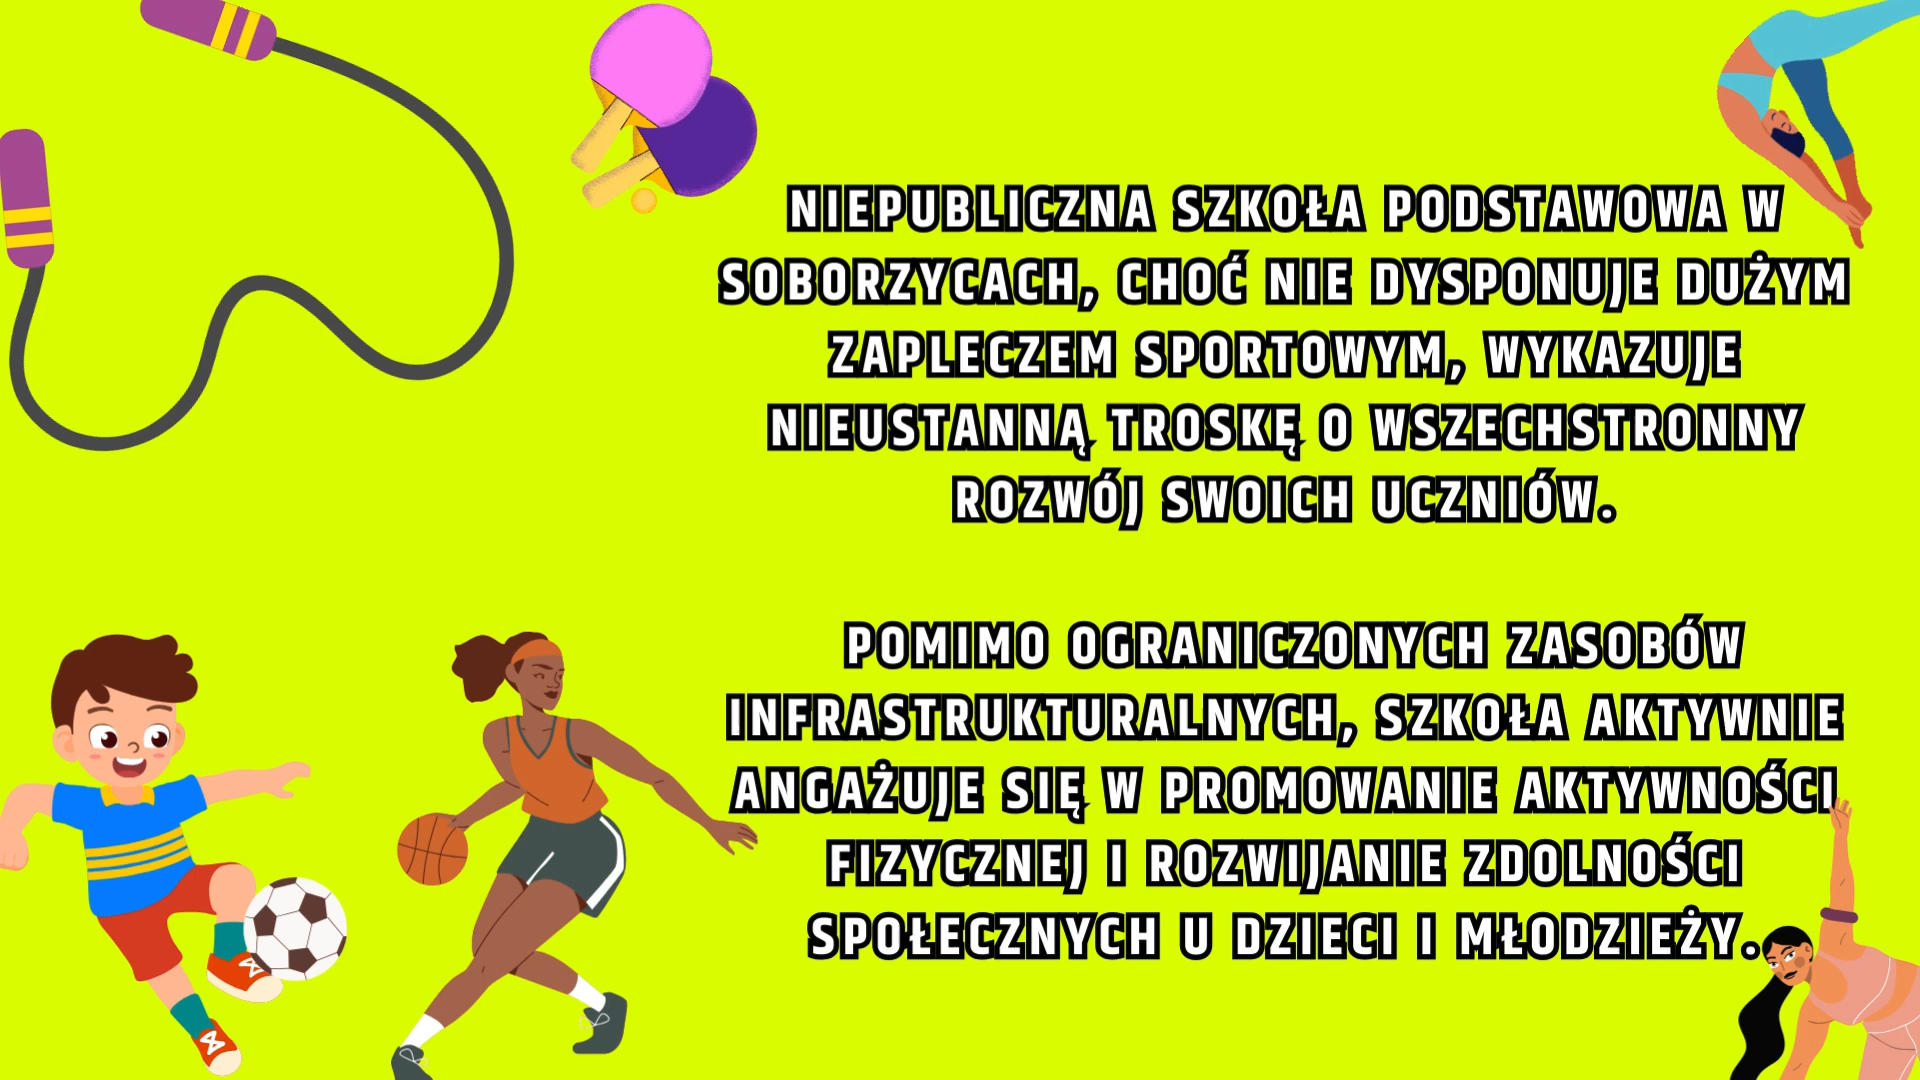 NIEPUBLICZNA SZKOŁA PODSTAWOWA W
SOBORZYCACH, CHOĆ NIE DYSPONUJE DUŻYM
ZAPLECZEM SPORTOWYM, WYKAZUJE
NIEUSTANNĄ TROSKĘ O WSZECHSTRONNY
ROZWÓJ SWOICH UCZNIÓW.
POMIMO OGRANICZONYCH ZASOBÓW
INFRASTRUKTURALNYCH, SZKOŁA AKTYWNIE
ANGAŻUJE SIĘ W PROMOWANIE AKTYWNOŚCI
FIZYCZNEJ I ROZWIJANIE ZDOLNOŚCI
SPOŁECZNYCH U DZIECI I MŁODZIEŻY.